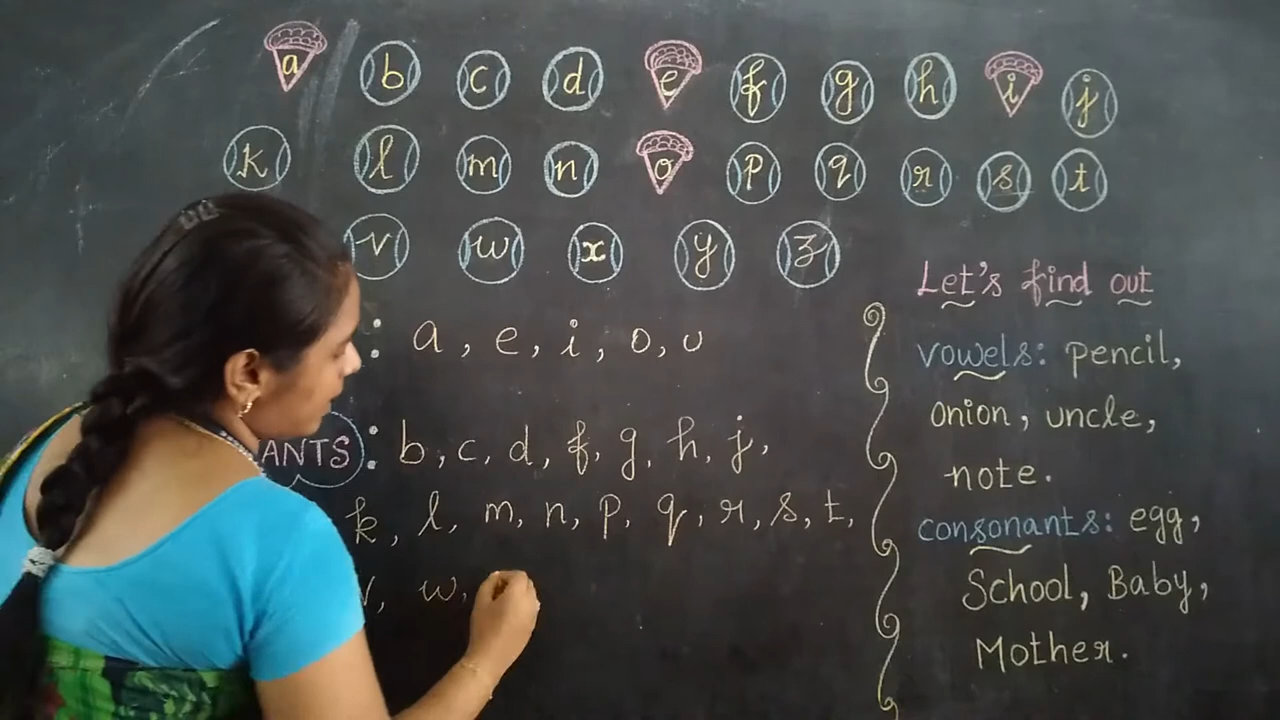 a b c d e f g h i j
k l m n o p q r s t
v w x y z
: a, e, i, o, u
ANTS : b, c, d, f, g, h, j,
k, l, m, n, p, q, r, s, t,
v, w,
Let's find out
vowels: pencil,
onion, uncle,
note.
consonants: egg,
School, Baby,
Mother.